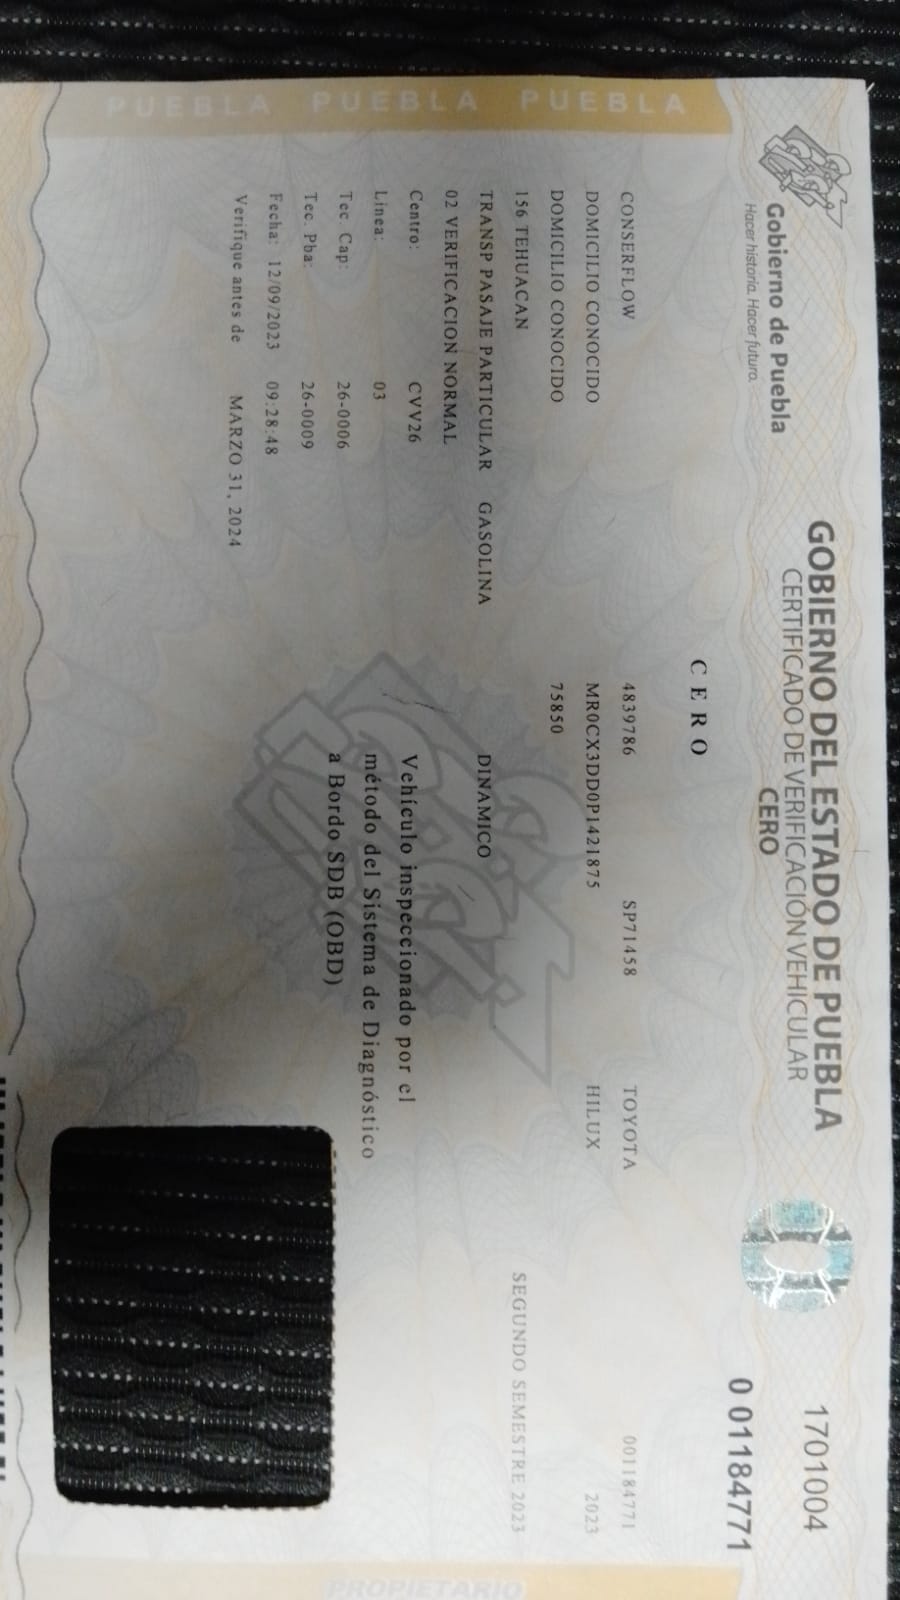 Gobierno de Puebla
Hacer historia. Hacer futuro.
GOBIERNO DEL ESTADO DE PUEBLA
CERTIFICADO DE VERIFICACIÓN VEHICULAR
CERO
0
1701004
0 01184771
CERO
CONSERFLOW 4839786 SP71458 TOYOTA 001184771
DOMICILIO CONOCIDO MR0CX3DD0P1421875 HILUX 2023
DOMICILIO CONOCIDO 75850
156 TEHUACAN SEGUNDO SEMESTRE 2023
TRANSP PASAJE PARTICULAR GASOLINA DINAMICO
02 VERIFICACION NORMAL
Centro: CVV26
Linea: 03
Tec. Cap: 26-0006
Tec. Pba: 26-0009
Fecha: 12/09/2023 09:28:48
Verifique antes de MARZO 31, 2024
Vehículo inspeccionado por el
método del Sistema de Diagnóstico
a Bordo SDB (OBD)
PUEBLA PUEBLA PUEBLA PUEBLA
PROPIETARIO